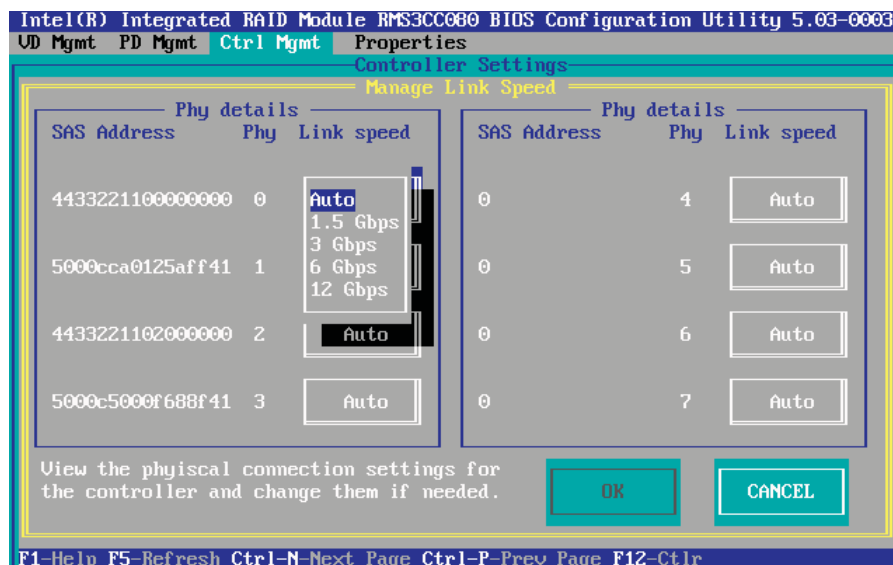 Intel(R) Integrated RAID Module RMS3CC080 BIOS Configuration Utility 5.03-0003
VD Mgmt PD Mgmt Ctrl Mgmt Properties
Controller Settings
Manage Link Speed
Phy details
SAS Address Phy Link speed
4433221100000000 0 Auto
1.5 Gbps
3 Gbps
5000cca0125aff41 1 6 Gbps
12 Gbps
4433221102000000 2 Auto
5000c5000f688f41 3 Auto
Phy details
SAS Address Phy Link speed
0 4 Auto
0 5 Auto
0 6 Auto
0 7 Auto
View the phyiscal connection settings for
the controller and change them if needed.
OK CANCEL
F1-Help F5-Refresh Ctrl-N-Next Page Ctrl-P-Prev Page F12-Ctlr